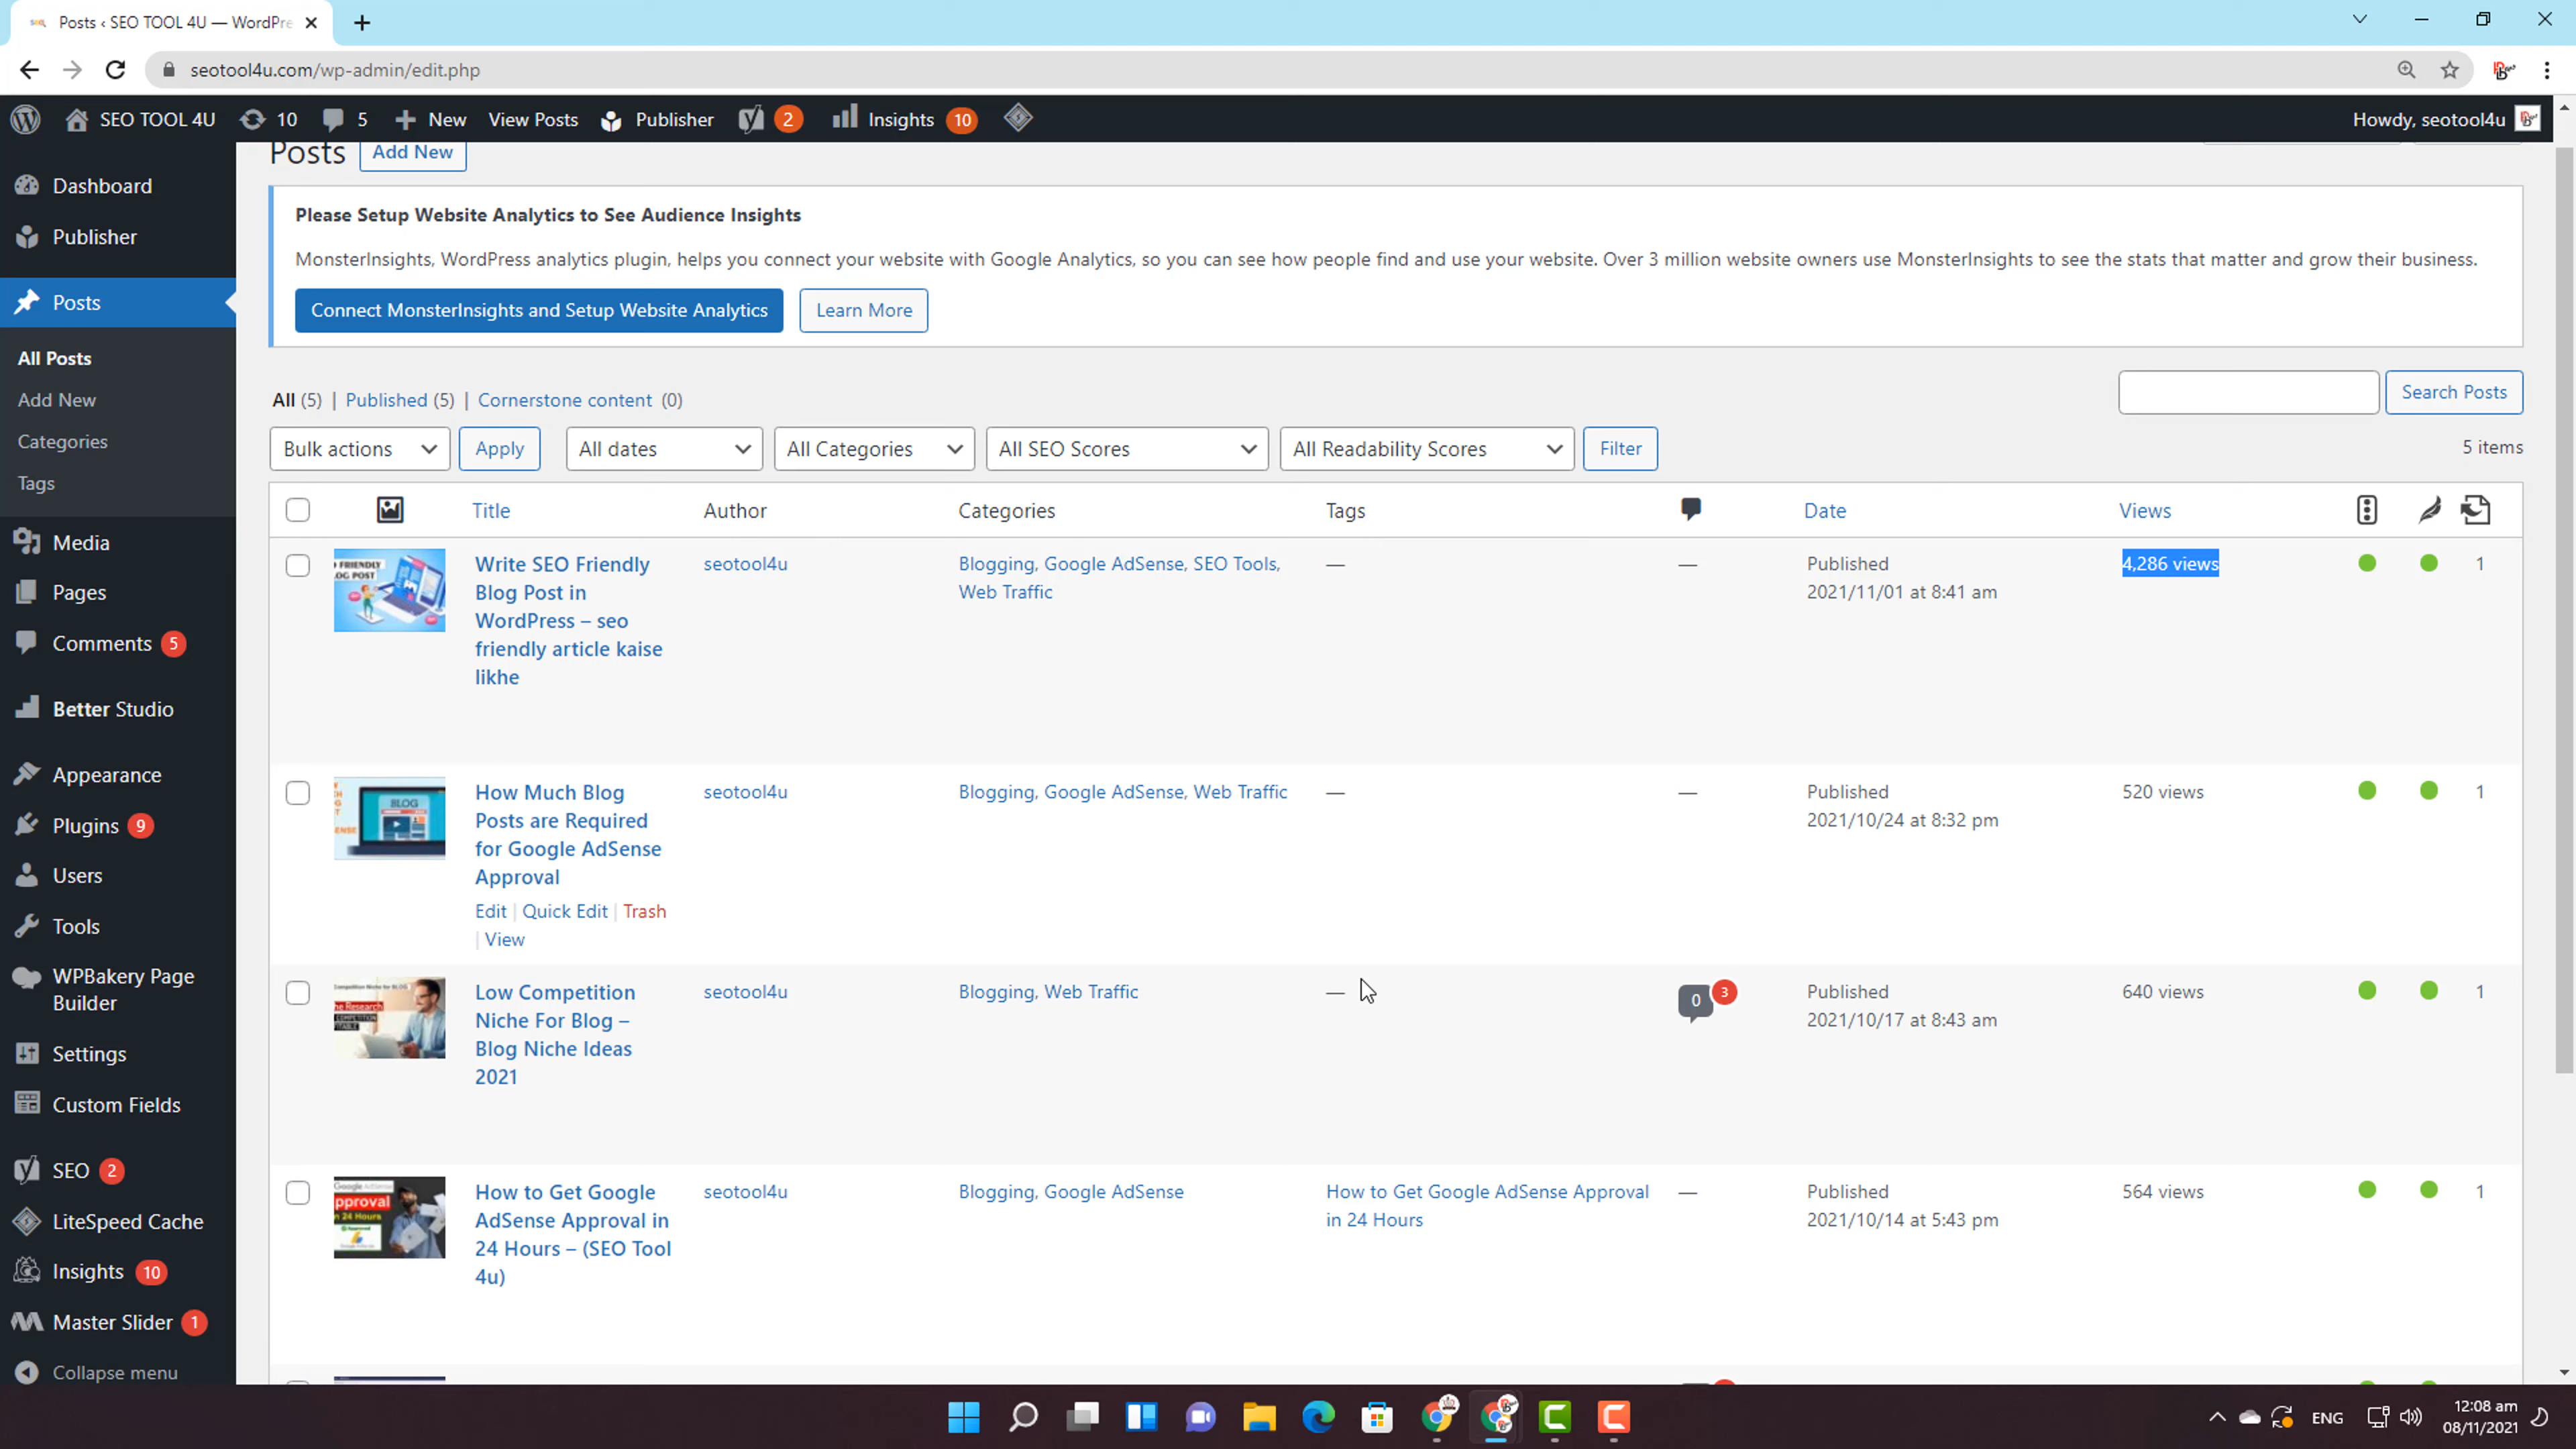 Posts ‹ SEO TOOL 4U — WordPre
seotool4u.com/wp-admin/edit.php
SEO TOOL 4U 10 5 New View Posts Publisher 2 Insights 10 Howdy, seotool4u
Dashboard
Publisher
Posts
All Posts
Add New
Categories
Tags
Media
Pages
Comments 5
Better Studio
Appearance
Plugins 9
Users
Tools
WPBakery Page
Builder
Settings
Custom Fields
SEO 2
LiteSpeed Cache
Insights 10
Master Slider 1
Collapse menu
Posts Add New
Please Setup Website Analytics to See Audience Insights
MonsterInsights, WordPress analytics plugin, helps you connect your website with Google Analytics, so you can see how people find and use your website. Over 3 million website owners use MonsterInsights to see the stats that matter and grow their business.
Connect MonsterInsights and Setup Website Analytics Learn More
All (5) | Published (5) | Cornerstone content (0)
Search Posts
Bulk actions Apply All dates All Categories All SEO Scores All Readability Scores Filter 5 items
Title Author Categories Tags Date Views
FRIENDLY
OG POST
Write SEO Friendly
Blog Post in
WordPress – seo
friendly article kaise
likhe
seotool4u
Blogging, Google AdSense, SEO Tools,
Web Traffic
—
—
Published
2021/11/01 at 8:41 am
4,286 views
1
BLOG
How Much Blog
Posts are Required
for Google AdSense
Approval
Edit | Quick Edit | Trash
| View
seotool4u
Blogging, Google AdSense, Web Traffic
—
—
Published
2021/10/24 at 8:32 pm
520 views
1
Low Competition
Niche For Blog –
Blog Niche Ideas
2021
seotool4u
Blogging, Web Traffic
—
0 3
Published
2021/10/17 at 8:43 am
640 views
1
How to Get Google
AdSense Approval in
24 Hours – (SEO Tool
4u)
seotool4u
Blogging, Google AdSense
How to Get Google AdSense Approval
in 24 Hours
—
Published
2021/10/14 at 5:43 pm
564 views
1
ENG
12:08 am
08/11/2021